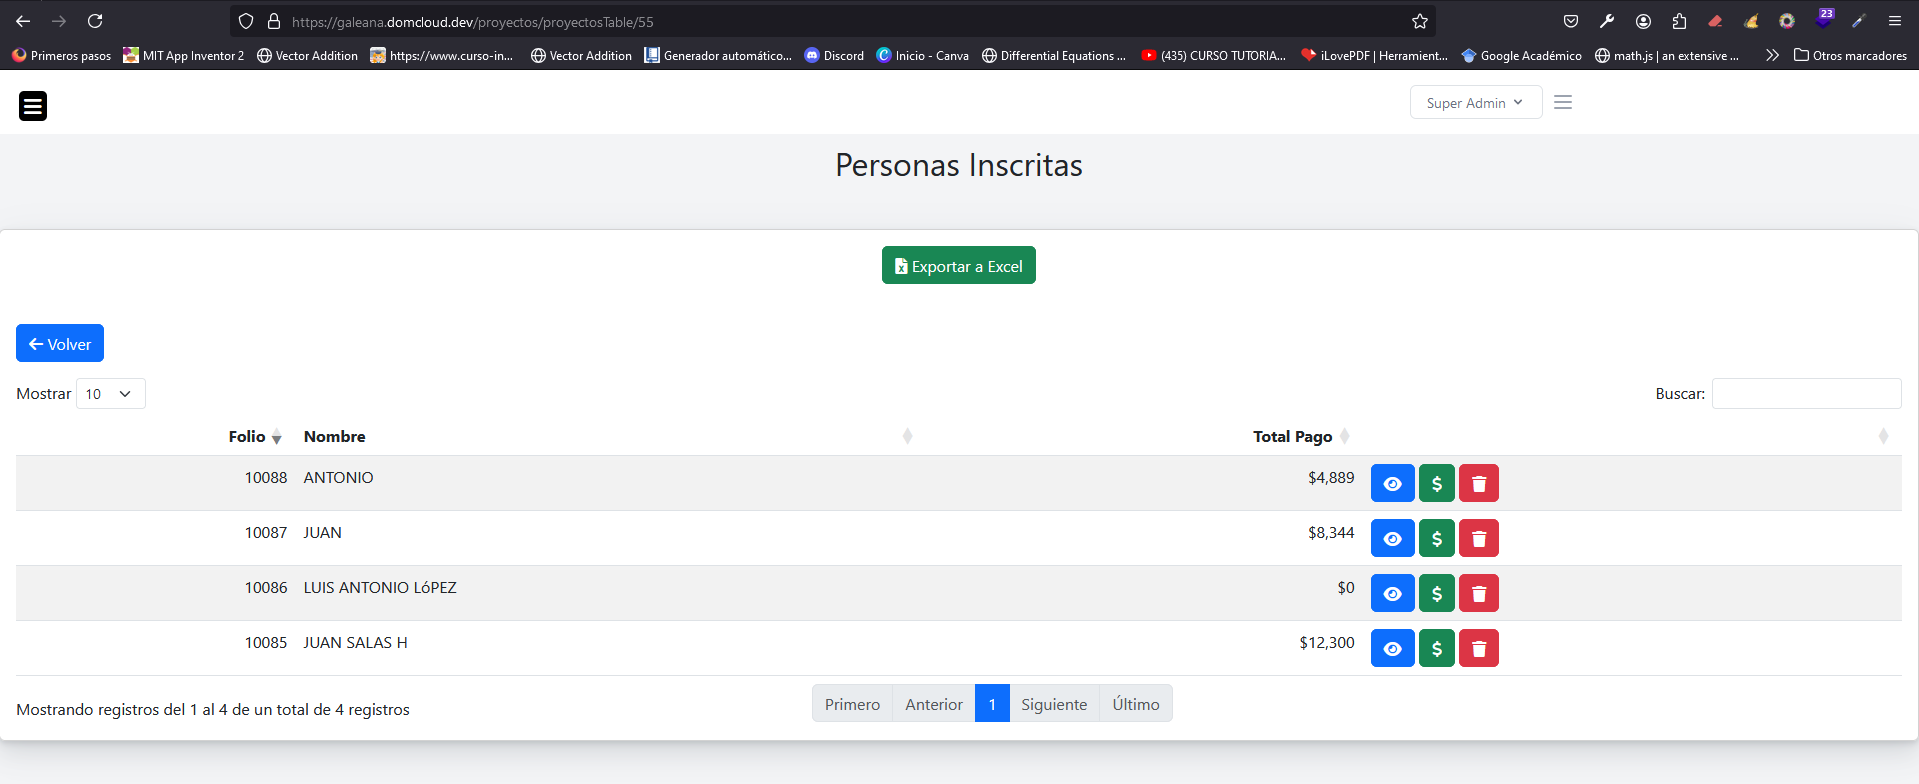 https://galeana.domcloud.dev/proyectos/proyectosTable/55
23
Primeros pasos MIT App Inventor 2 Vector Addition https://www.curso-in... Vector Addition Generador automático... Discord Inicio - Canva Differential Equations ... (435) CURSO TUTORIA... iLovePDF | Herramient... Google Académico math.js | an extensive ... Otros marcadores
Super Admin
Personas Inscritas
Exportar a Excel
Volver
Mostrar 10 Buscar:
Folio Nombre Total Pago
10088 ANTONIO $4,889 $
10087 JUAN $8,344 $
10086 LUIS ANTONIO LóPEZ $0 $
10085 JUAN SALAS H $12,300 $
Mostrando registros del 1 al 4 de un total de 4 registros Primero Anterior 1 Siguiente Último